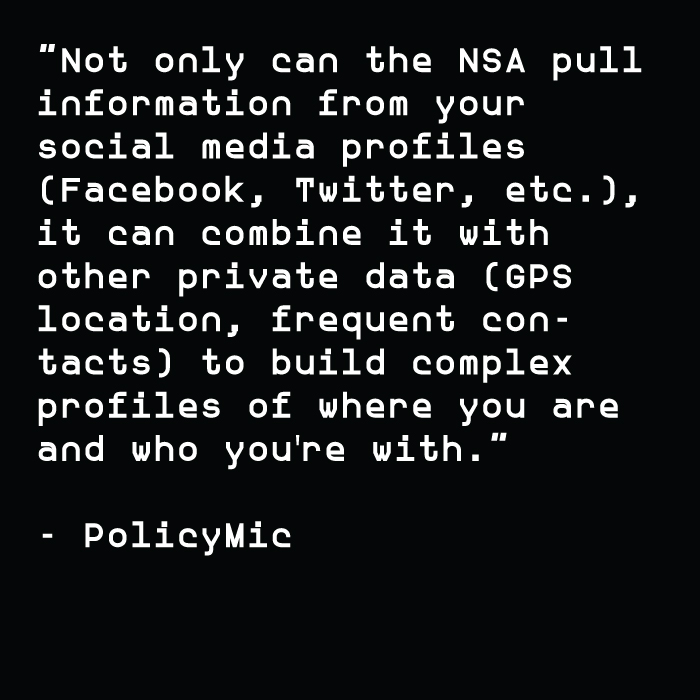 "Not only can the NSA pull
information from your
social media profiles
(Facebook, Twitter, etc.),
it can combine it with
other private data (GPS
location, frequent con-
tacts) to build complex
profiles of where you are
and who you're with."
- PolicyMic